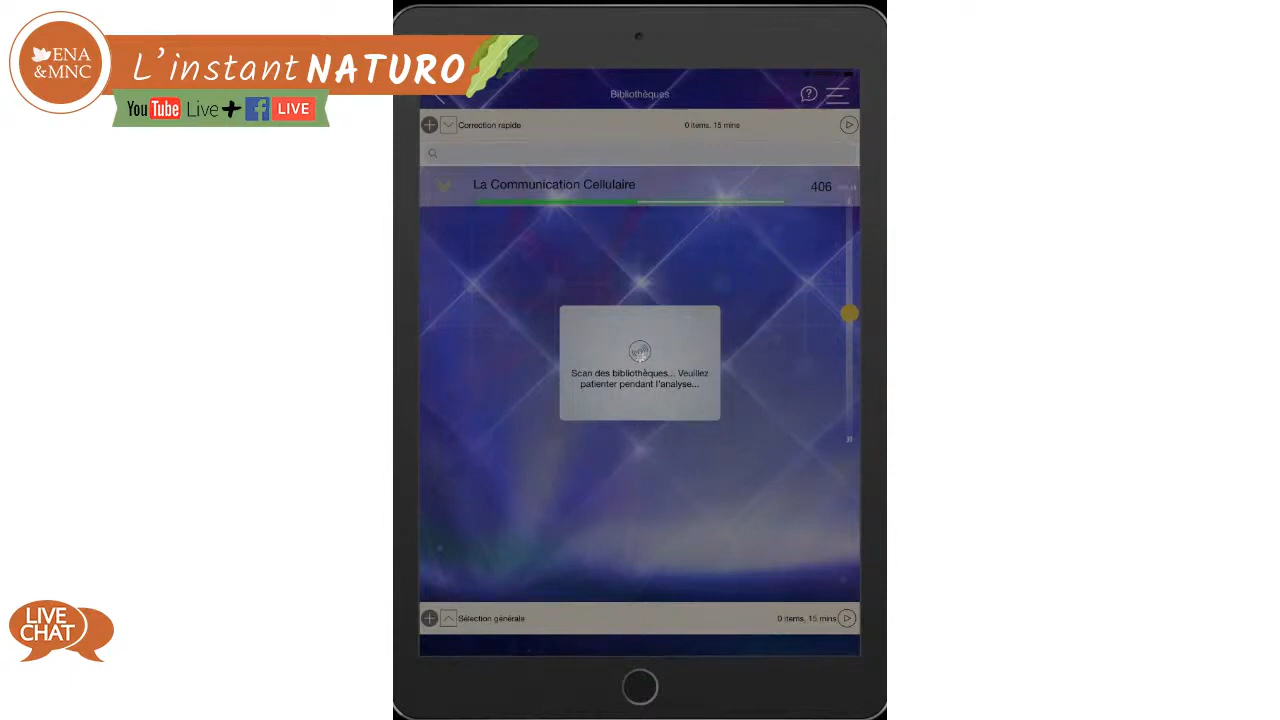 ENA
&MNC
L'instant NATURO
YouTube Live+ f LIVE
Bibliothèques
Correction rapide
0 items, 15 mins
La Communication Cellulaire
406
Scan des bibliothèques... Veuillez
patienter pendant l'analyse...
Sélection générale
0 items, 15 mins
LIVE
CHAT